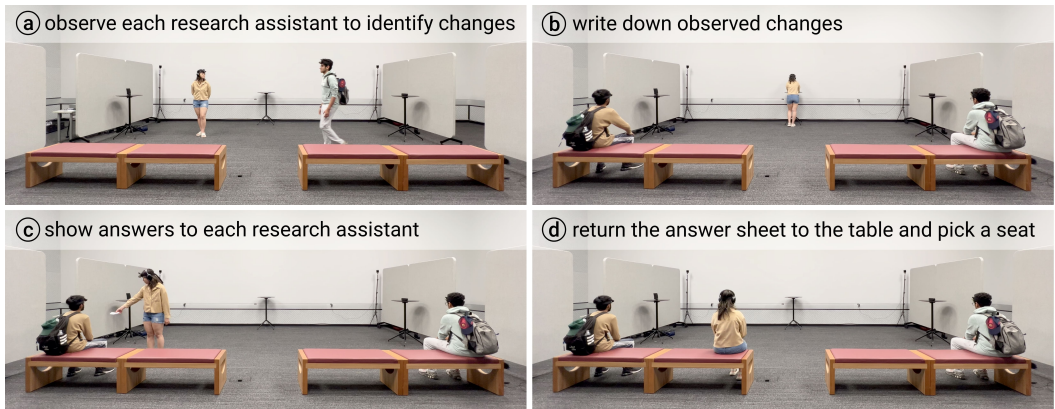 ⓐ observe each research assistant to identify changes
ⓑ write down observed changes
ⓒ show answers to each research assistant
ⓓ return the answer sheet to the table and pick a seat